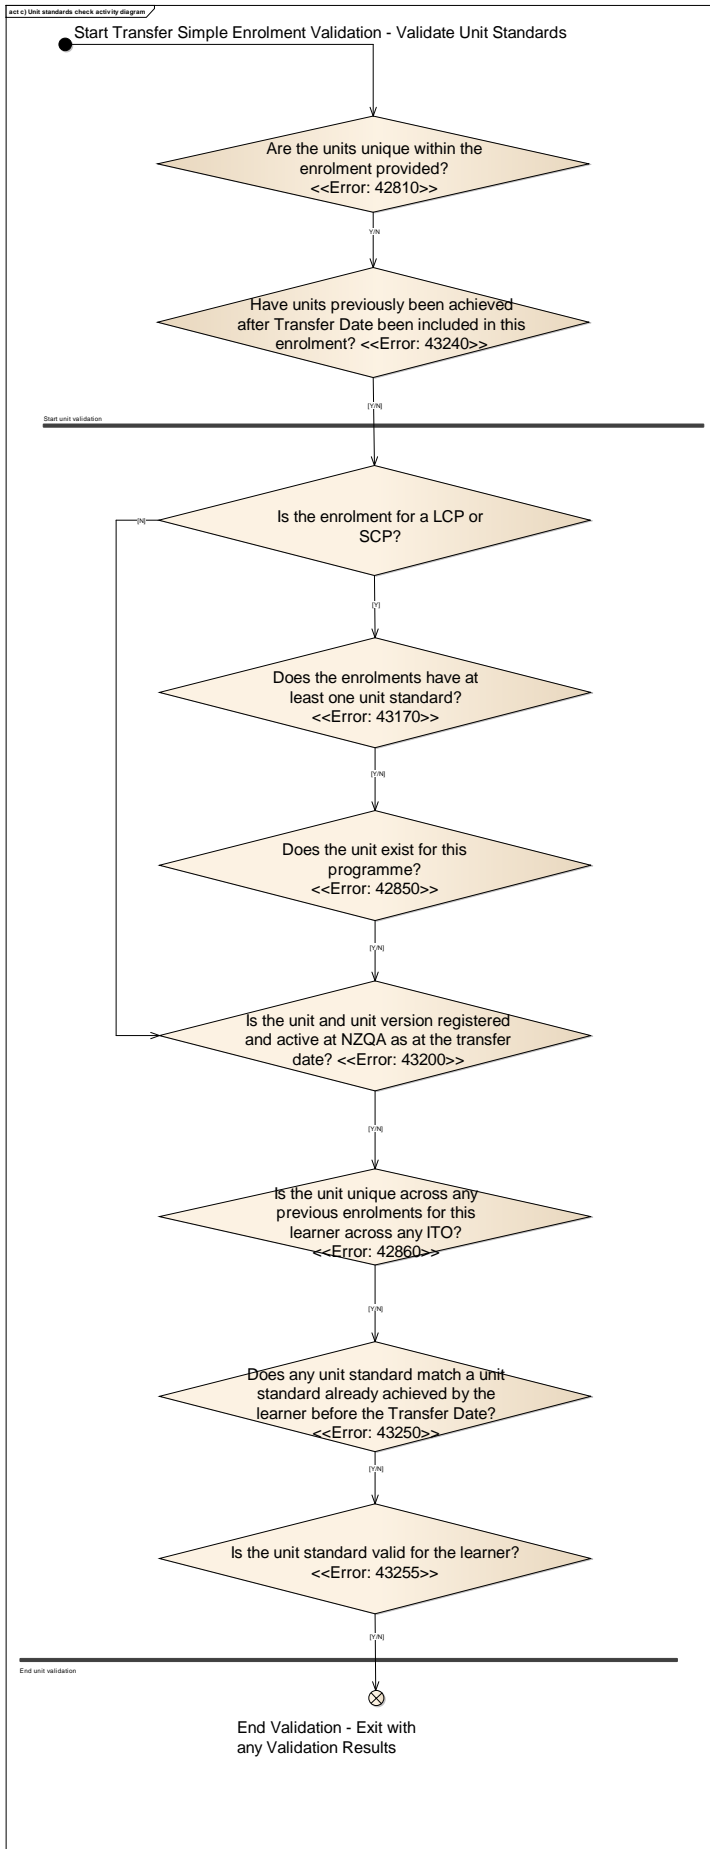 act c) Unit standards check activity diagram
Start Transfer Simple Enrolment Validation - Validate Unit Standards
Are the units unique within the
enrolment provided?
<<Error: 42810>>
Y/N
Have units previously been achieved
after Transfer Date been included in this
enrolment? <<Error: 43240>>
[Y/N]
Start unit validation
Is the enrolment for a LCP or
SCP?
[N]
[Y]
Does the enrolments have at
least one unit standard?
<<Error: 43170>>
[Y/N]
Does the unit exist for this
programme?
<<Error: 42850>>
[Y/N]
Is the unit and unit version registered
and active at NZQA as at the transfer
date? <<Error: 43200>>
[Y/N]
Is the unit unique across any
previous enrolments for this
learner across any ITO?
<<Error: 42860>>
[Y/N]
Does any unit standard match a unit
standard already achieved by the
learner before the Transfer Date?
<<Error: 43250>>
[Y/N]
Is the unit standard valid for the learner?
<<Error: 43255>>
[Y/N]
End unit validation
End Validation - Exit with
any Validation Results